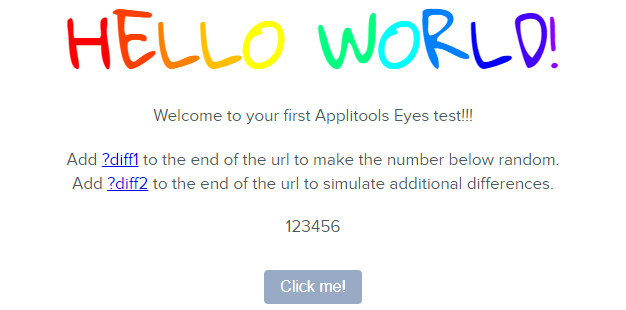 HELLO WORLD!
Welcome to your first Applitools Eyes test!!!
Add ?diff1 to the end of the url to make the number below random.
Add ?diff2 to the end of the url to simulate additional differences.
123456
Click me!